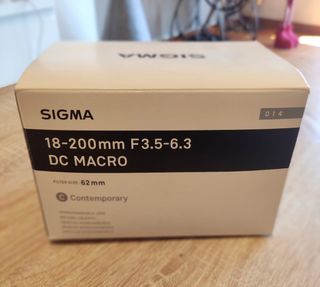 SIGMA
SIGMA
014
18-200mm F3.5-6.3
DC MACRO
FILTER SIZE: 62mm
C Contemporary